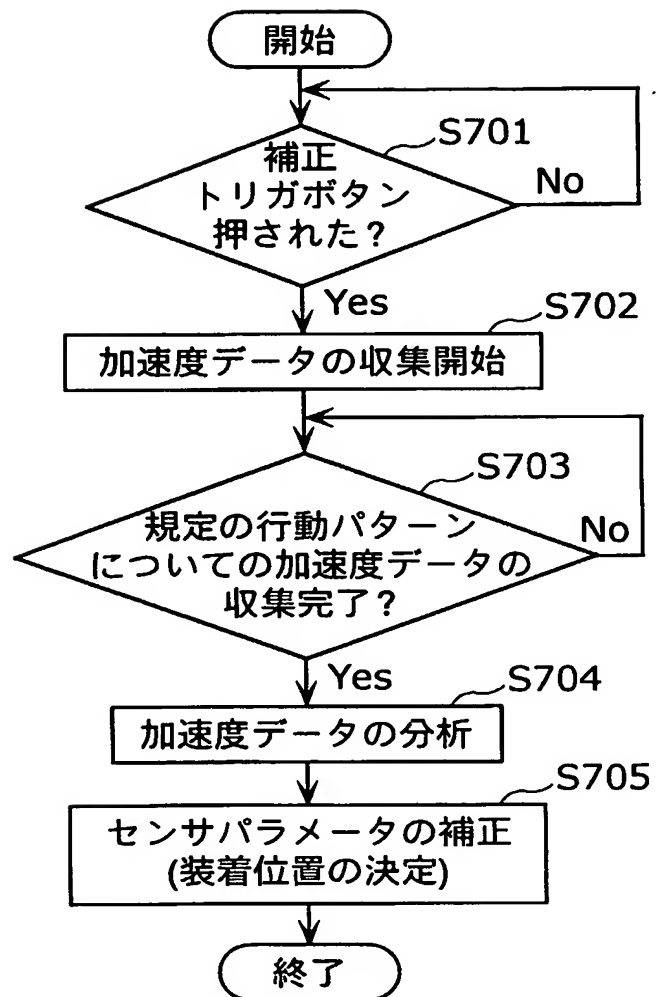 開始
S701
補正
トリガボタン
押された?
No
Yes
S702
加速度データの収集開始
S703
規定の行動パターン
についての加速度データの
収集完了?
No
Yes
S704
加速度データの分析
S705
センサパラメータの補正
(装着位置の決定)
終了